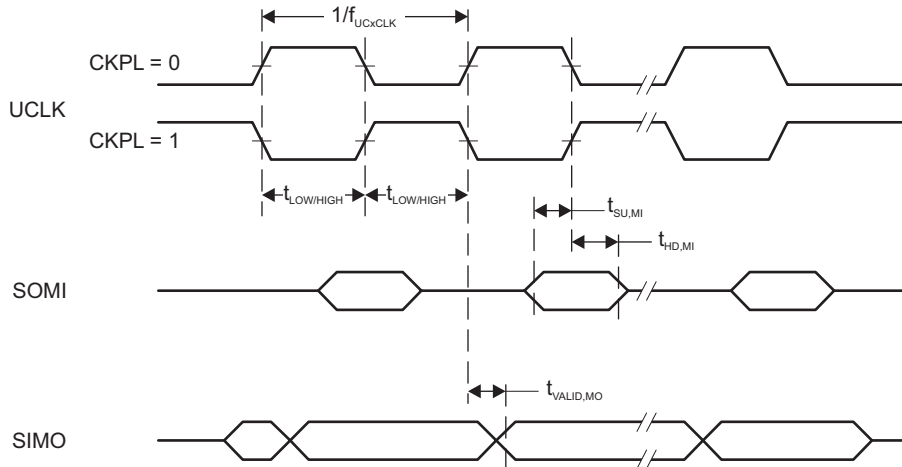 1/fUCxCLK
CKPL = 0
UCLK
CKPL = 1
tLOW/HIGH tLOW/HIGH
tSU,MI
tHD,MI
SOMI
tVALID,MO
SIMO